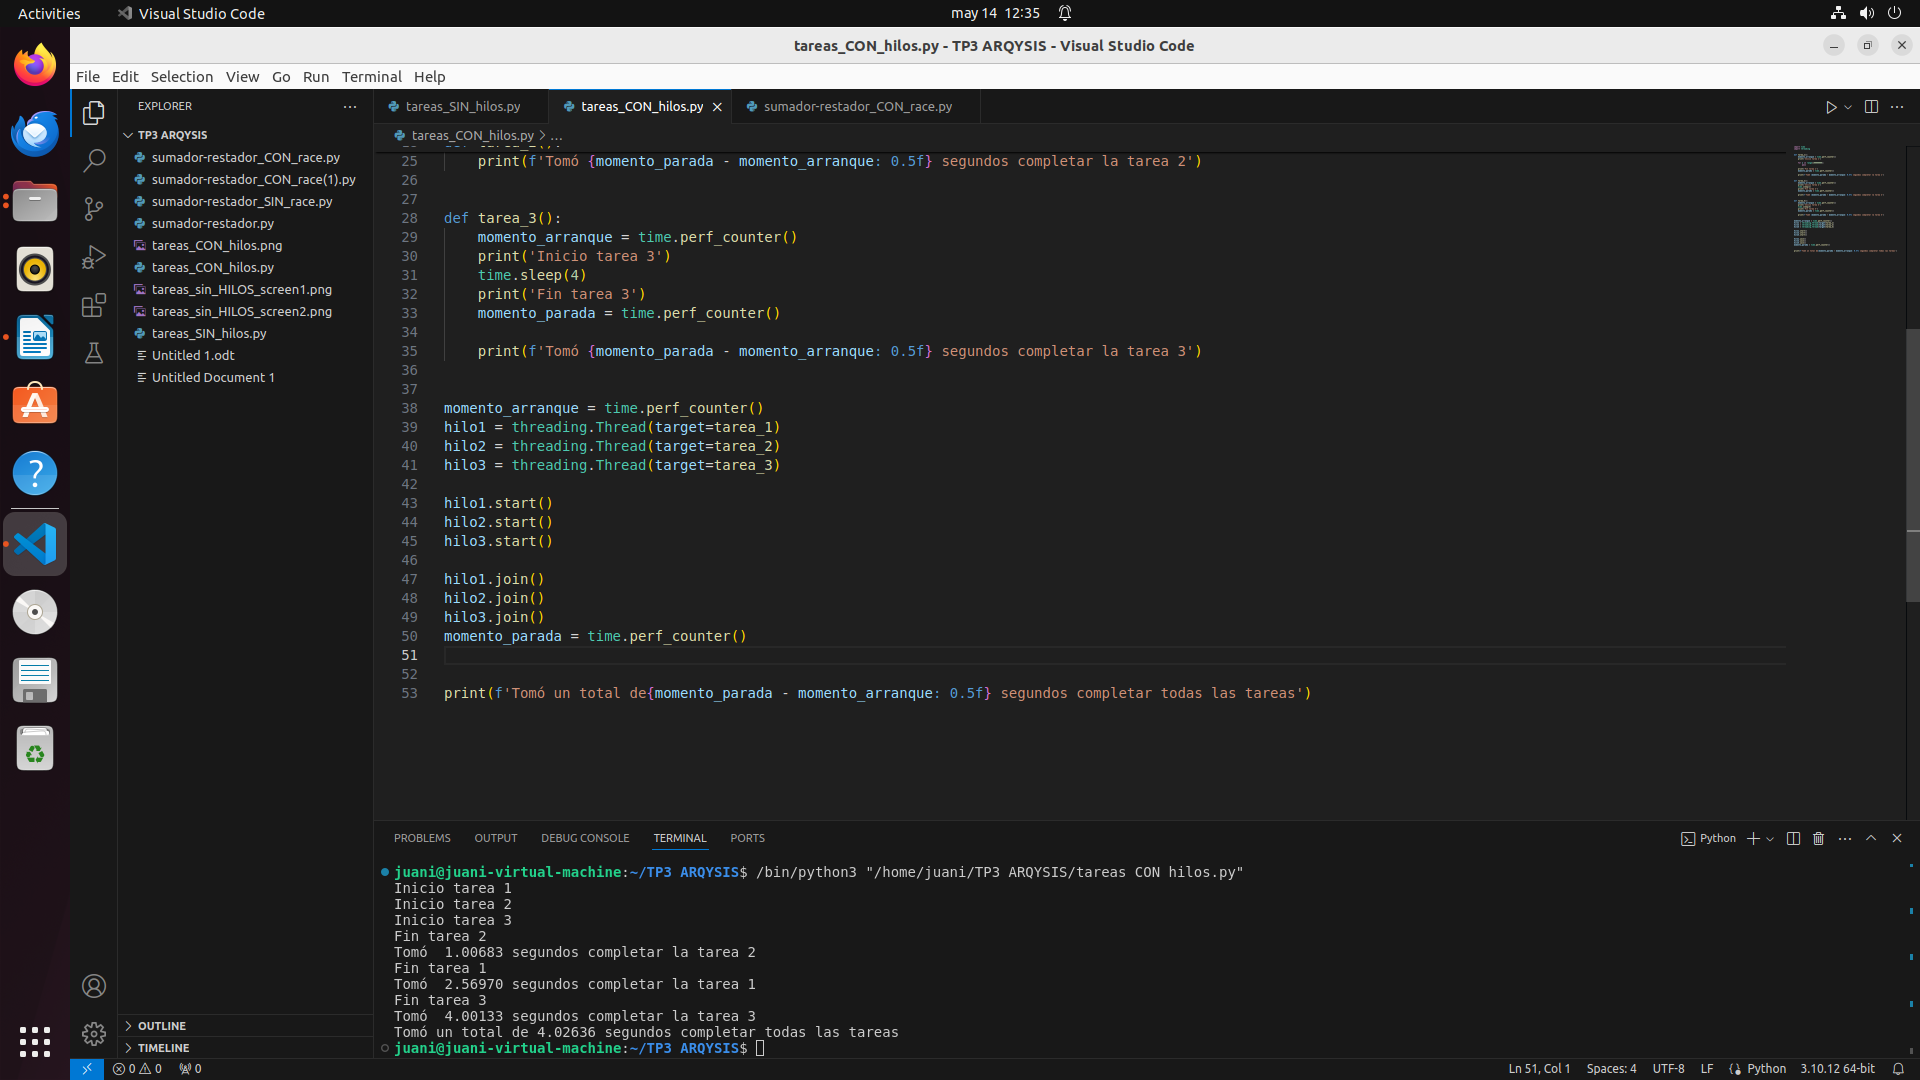 Activities
Visual Studio Code
may 14 12:35
tareas_CON_hilos.py - TP3 ARQYSIS - Visual Studio Code
File Edit Selection View Go Run Terminal Help
EXPLORER
TP3 ARQYSIS
sumador-restador_CON_race.py
sumador-restador_CON_race(1).py
sumador-restador_SIN_race.py
sumador-restador.py
tareas_CON_hilos.png
tareas_CON_hilos.py
tareas_sin_HILOS_screen1.png
tareas_sin_HILOS_screen2.png
tareas_SIN_hilos.py
Untitled 1.odt
Untitled Document 1
OUTLINE
TIMELINE
tareas_SIN_hilos.py
tareas_CON_hilos.py
sumador-restador_CON_race.py
tareas_CON_hilos.py > ...
25 print(f'Tomó {momento_parada - momento_arranque: 0.5f} segundos completar la tarea 2')
26
27
28 def tarea_3():
29 momento_arranque = time.perf_counter()
30 print('Inicio tarea 3')
31 time.sleep(4)
32 print('Fin tarea 3')
33 momento_parada = time.perf_counter()
34
35 print(f'Tomó {momento_parada - momento_arranque: 0.5f} segundos completar la tarea 3')
36
37
38 momento_arranque = time.perf_counter()
39 hilo1 = threading.Thread(target=tarea_1)
40 hilo2 = threading.Thread(target=tarea_2)
41 hilo3 = threading.Thread(target=tarea_3)
42
43 hilo1.start()
44 hilo2.start()
45 hilo3.start()
46
47 hilo1.join()
48 hilo2.join()
49 hilo3.join()
50 momento_parada = time.perf_counter()
51
52
53 print(f'Tomó un total de{momento_parada - momento_arranque: 0.5f} segundos completar todas las tareas')
PROBLEMS OUTPUT DEBUG CONSOLE TERMINAL PORTS
Python
juani@juani-virtual-machine:~/TP3 ARQYSIS$ /bin/python3 "/home/juani/TP3 ARQYSIS/tareas CON hilos.py"
Inicio tarea 1
Inicio tarea 2
Inicio tarea 3
Fin tarea 2
Tomó  1.00683 segundos completar la tarea 2
Fin tarea 1
Tomó  2.56970 segundos completar la tarea 1
Fin tarea 3
Tomó  4.00133 segundos completar la tarea 3
Tomó un total de 4.02636 segundos completar todas las tareas
juani@juani-virtual-machine:~/TP3 ARQYSIS$
0 0 0
Ln 51, Col 1 Spaces: 4 UTF-8 LF Python 3.10.12 64-bit